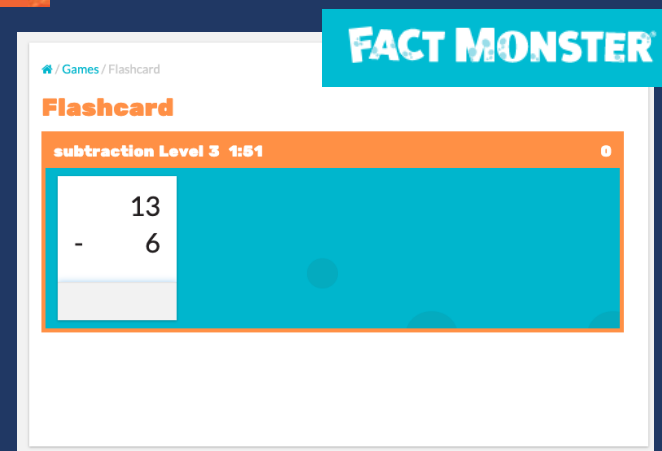 FACT MONSTER®
/ Games / Flashcard
Flashcard
subtraction Level 3 1:51 0
13
- 6